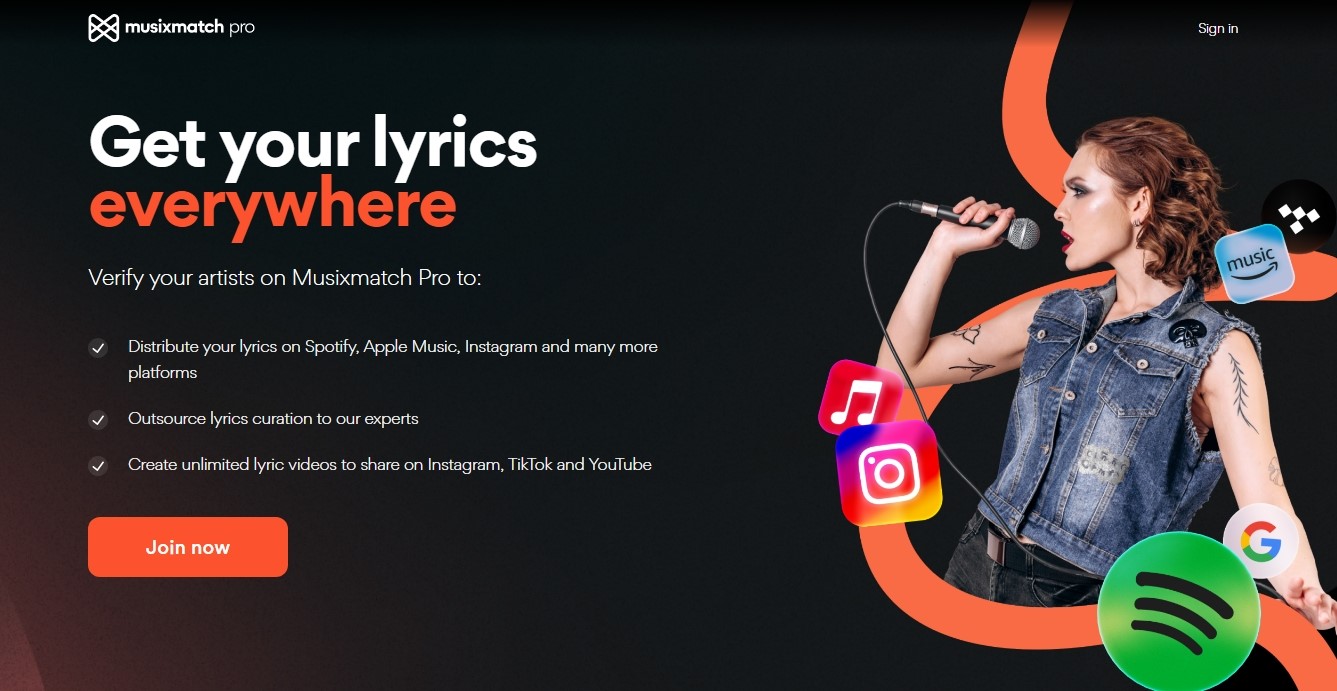 musixmatch pro
Sign in
Get your lyrics
everywhere
Verify your artists on Musixmatch Pro to:
Distribute your lyrics on Spotify, Apple Music, Instagram and many more
platforms
Outsource lyrics curation to our experts
Create unlimited lyric videos to share on Instagram, TikTok and YouTube
Join now
music